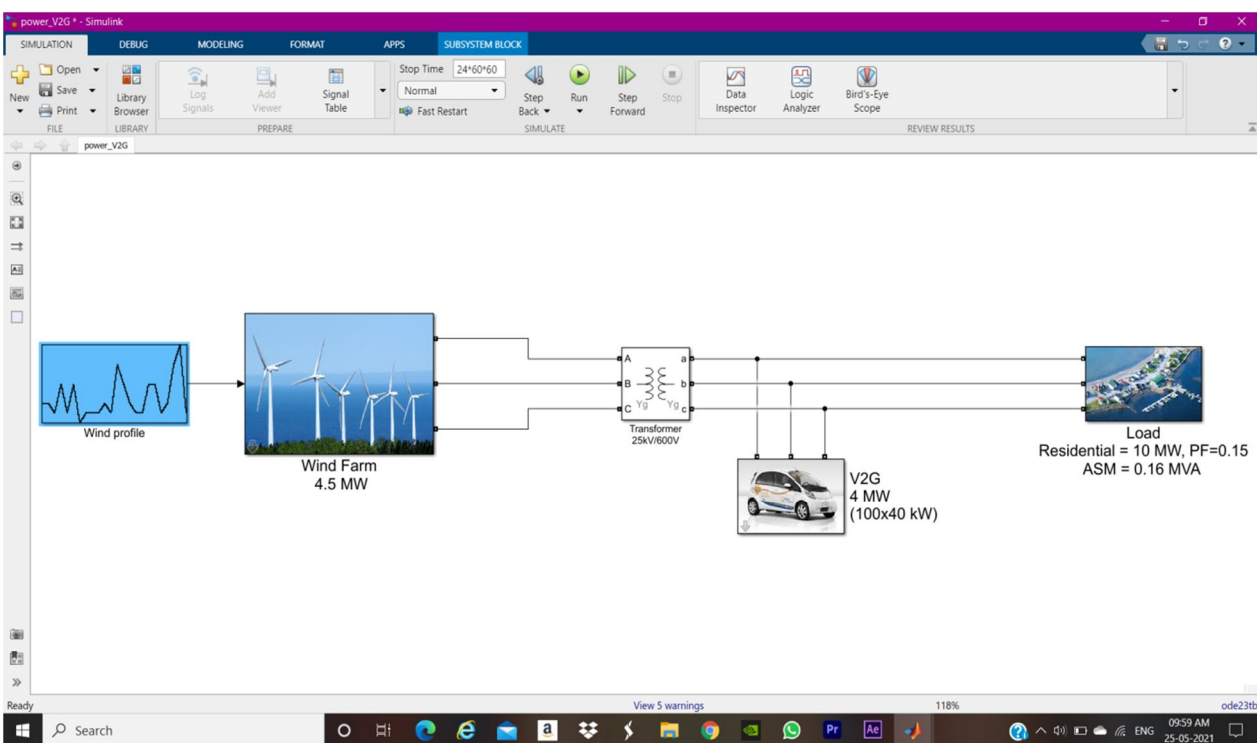 power_V2G * - Simulink
SIMULATION DEBUG MODELING FORMAT APPS SUBSYSTEM BLOCK
New
Open
Save
Print
FILE
Library
Browser
LIBRARY
Log
Signals
Add
Viewer
Signal
Table
PREPARE
Stop Time 24*60*60
Normal
Fast Restart
Step
Back
Run
Step
Forward
Stop
SIMULATE
Data
Inspector
Logic
Analyzer
Bird's-Eye
Scope
REVIEW RESULTS
power_V2G
Wind profile
Wind Farm
4.5 MW
A a
B b
C Yg Yg c
Transformer
25kV/600V
V2G
4 MW
(100x40 kW)
Load
Residential = 10 MW, PF=0.15
ASM = 0.16 MVA
Ready View 5 warnings 118% ode23tb
Search
ENG
09:59 AM
25-05-2021